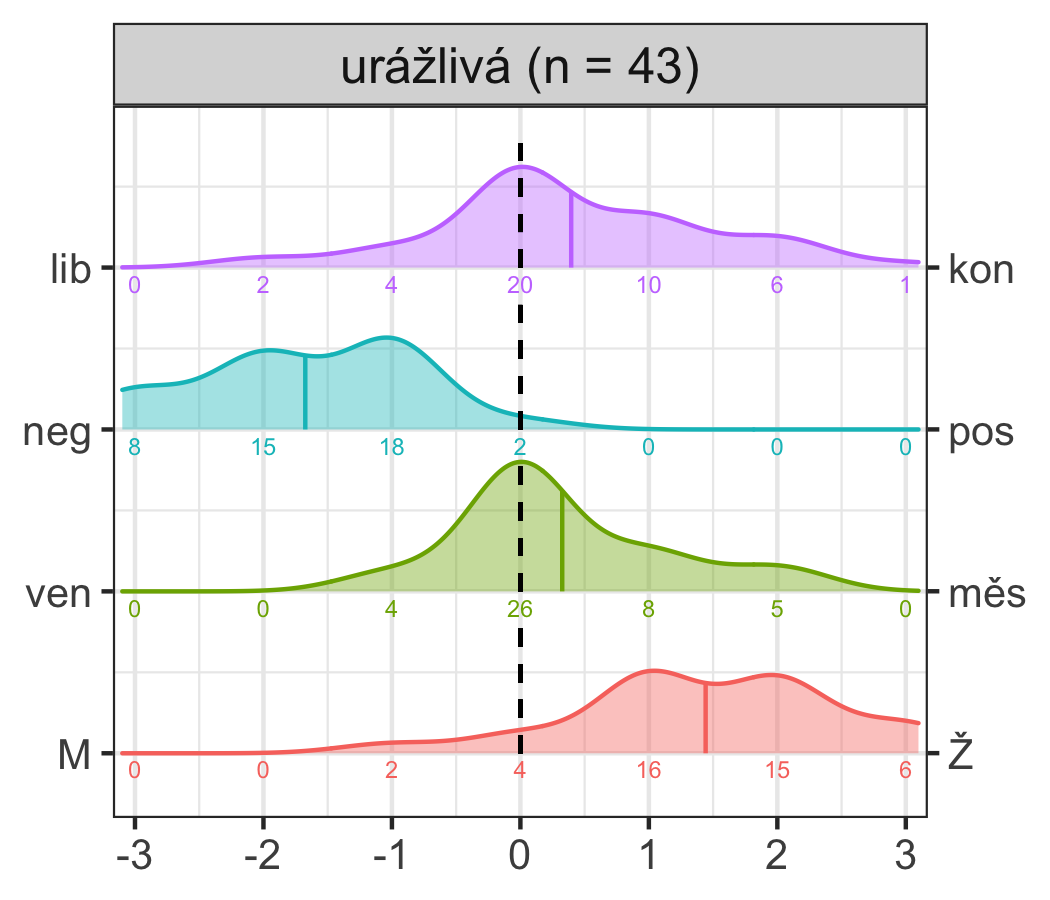 urážlivá (n = 43)
lib kon
0 2 4 20 10 6 1
neg pos
8 15 18 2 0 0 0
ven měs
0 0 4 26 8 5 0
M Ž
0 0 2 4 16 15 6
-3 -2 -1 0 1 2 3